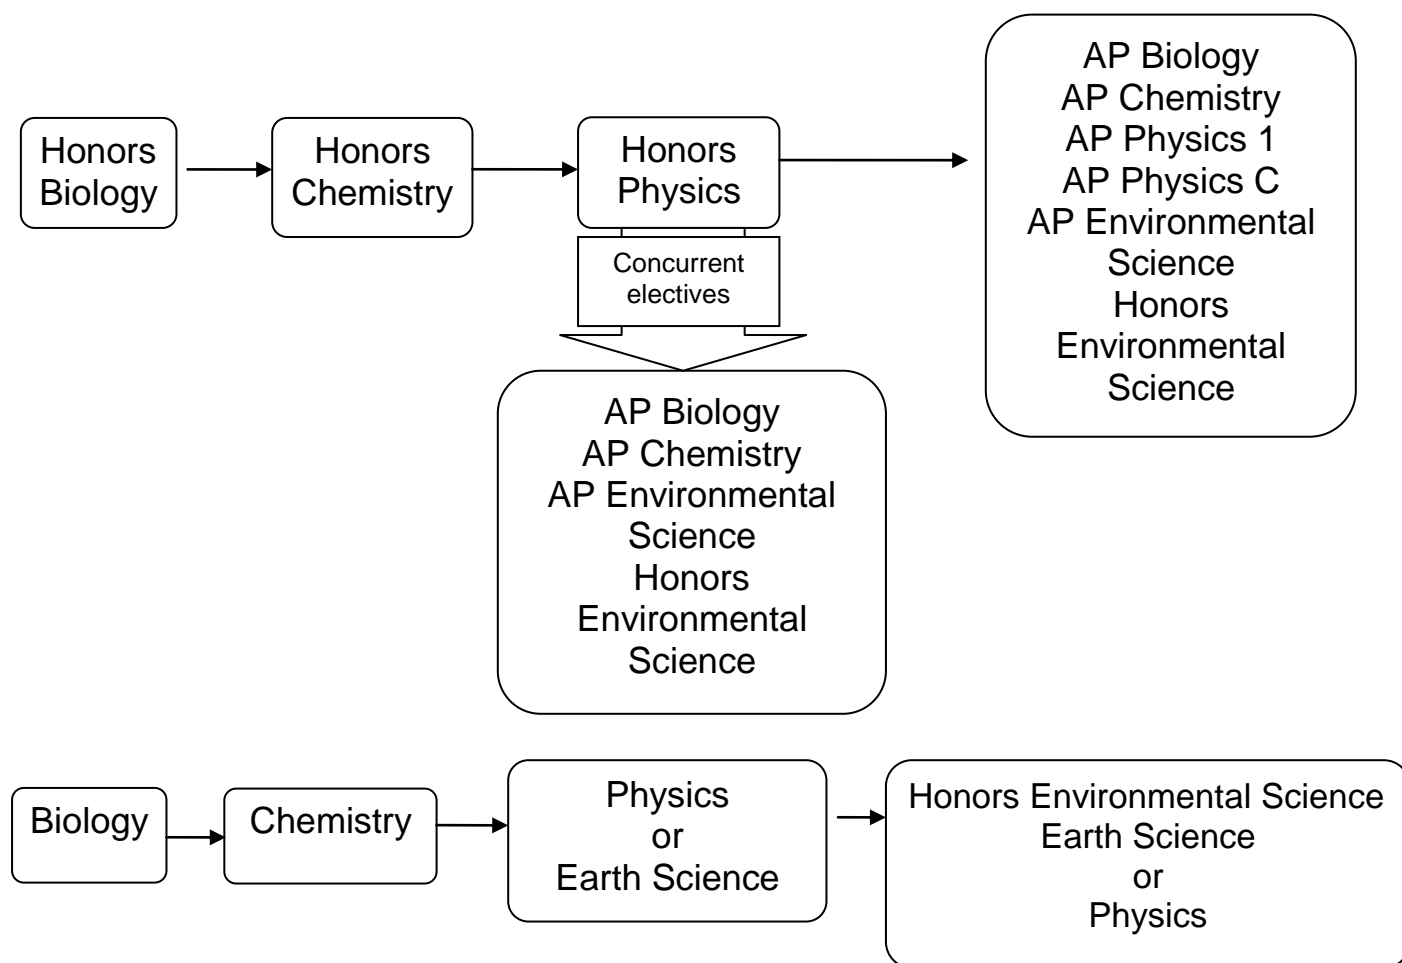 Honors
Biology
Honors
Chemistry
Honors
Physics
AP Biology
AP Chemistry
AP Physics 1
AP Physics C
AP Environmental
Science
Honors
Environmental
Science
Concurrent
electives
AP Biology
AP Chemistry
AP Environmental
Science
Honors
Environmental
Science
Biology
Chemistry
Physics
or
Earth Science
Honors Environmental Science
Earth Science
or
Physics